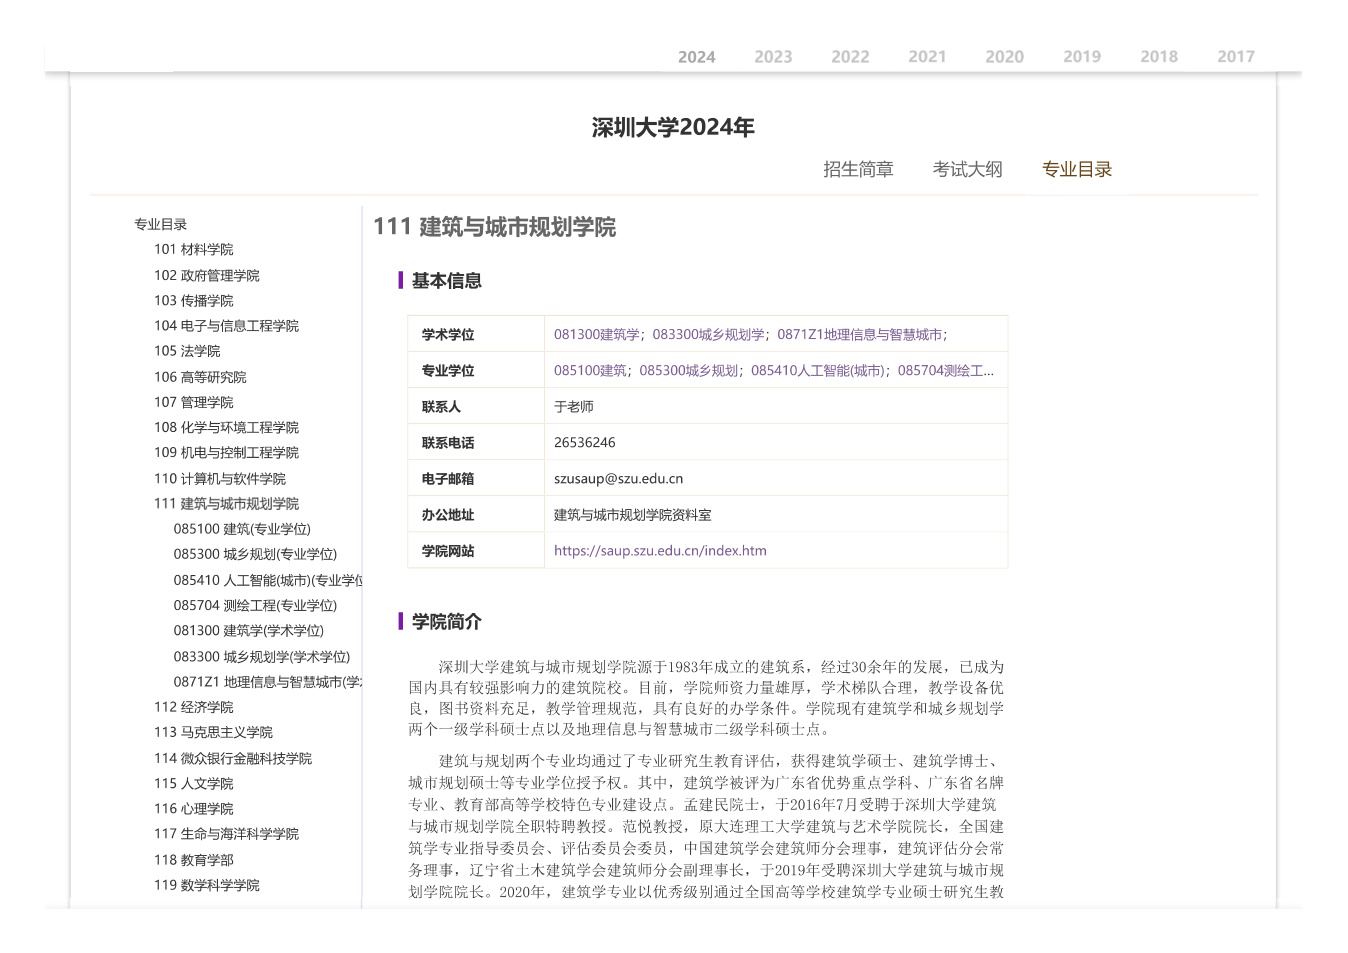 2024 2023 2022 2021 2020 2019 2018 2017
深圳大学2024年
招生简章 考试大纲 专业目录
专业目录
101 材料学院
102 政府管理学院
103 传播学院
104 电子与信息工程学院
105 法学院
106 高等研究院
107 管理学院
108 化学与环境工程学院
109 机电与控制工程学院
110 计算机与软件学院
111 建筑与城市规划学院
085100 建筑(专业学位)
085300 城乡规划(专业学位)
085410 人工智能(城市)(专业学位
085704 测绘工程(专业学位)
081300 建筑学(学术学位)
083300 城乡规划学(学术学位)
0871Z1 地理信息与智慧城市(学术
112 经济学院
113 马克思主义学院
114 微众银行金融科技学院
115 人文学院
116 心理学院
117 生命与海洋科学学院
118 教育学部
119 数学科学学院
111 建筑与城市规划学院
基本信息
学术学位 081300建筑学；083300城乡规划学；0871Z1地理信息与智慧城市；
专业学位 085100建筑；085300城乡规划；085410人工智能(城市)；085704测绘工...
联系人 于老师
联系电话 26536246
电子邮箱 szusaup@szu.edu.cn
办公地址 建筑与城市规划学院资料室
学院网站 https://saup.szu.edu.cn/index.htm
学院简介
深圳大学建筑与城市规划学院源于1983年成立的建筑系，经过30余年的发展，已成为
国内具有较强影响力的建筑院校。目前，学院师资力量雄厚，学术梯队合理，教学设备优
良，图书资料充足，教学管理规范，具有良好的办学条件。学院现有建筑学和城乡规划学
两个一级学科硕士点以及地理信息与智慧城市二级学科硕士点。
建筑与规划两个专业均通过了专业研究生教育评估，获得建筑学硕士、建筑学博士、
城市规划硕士等专业学位授予权。其中，建筑学被评为广东省优势重点学科、广东省名牌
专业、教育部高等学校特色专业建设点。孟建民院士，于2016年7月受聘于深圳大学建筑
与城市规划学院全职特聘教授。范悦教授，原大连理工大学建筑与艺术学院院长，全国建
筑学专业指导委员会、评估委员会委员，中国建筑学会建筑师分会理事，建筑评估分会常
务理事，辽宁省土木建筑学会建筑师分会副理事长，于2019年受聘深圳大学建筑与城市规
划学院院长。2020年，建筑学专业以优秀级别通过全国高等学校建筑学专业硕士研究生教